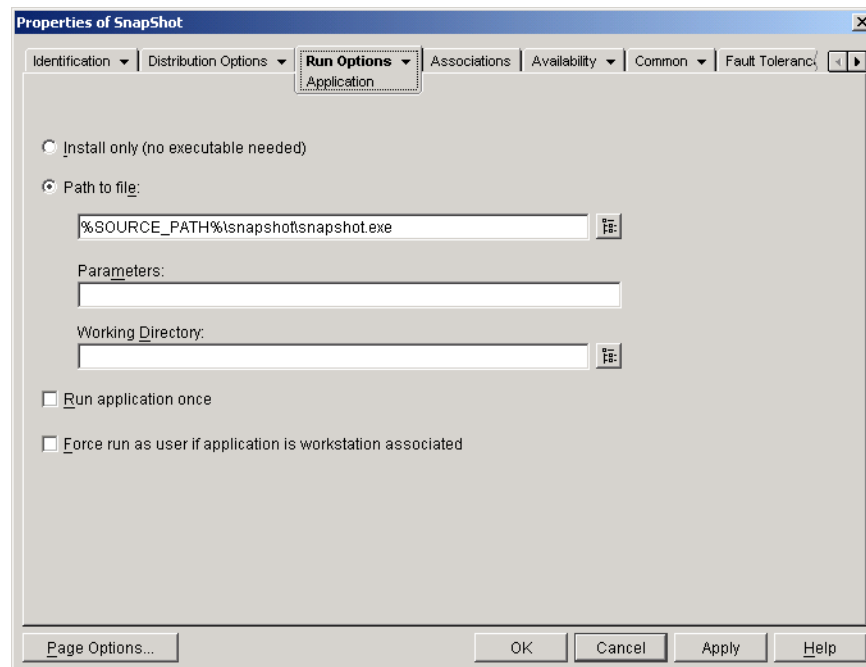 Properties of SnapShot
Identification Distribution Options Run Options Associations Availability Common Fault
Application
Install only (no executable needed)
Path to file:
%SOURCE_PATH%\snapshot\snapshot.exe
Parameters:
Working Directory:
Run application once
Force run as user if application is workstation associated
Page Options... OK Cancel Apply Help